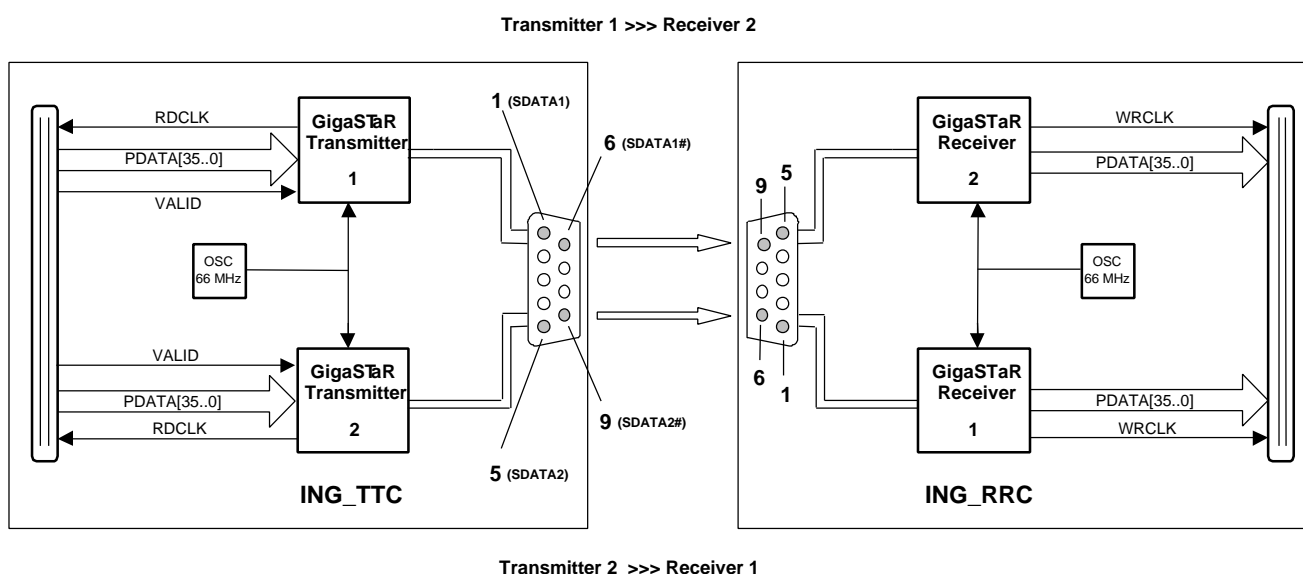 Transmitter 1 >>> Receiver 2
1 (SDATA1)
6 (SDATA1#)
RDCLK
PDATA[35..0]
VALID
GigaSTaR
Transmitter
1
OSC
66 MHz
VALID
PDATA[35..0]
RDCLK
GigaSTaR
Transmitter
2
9 (SDATA2#)
5 (SDATA2)
ING_TTC
9
5
6
1
GigaSTaR
Receiver
2
WRCLK
PDATA[35..0]
OSC
66 MHz
GigaSTaR
Receiver
1
PDATA[35..0]
WRCLK
ING_RRC
Transmitter 2 >>> Receiver 1